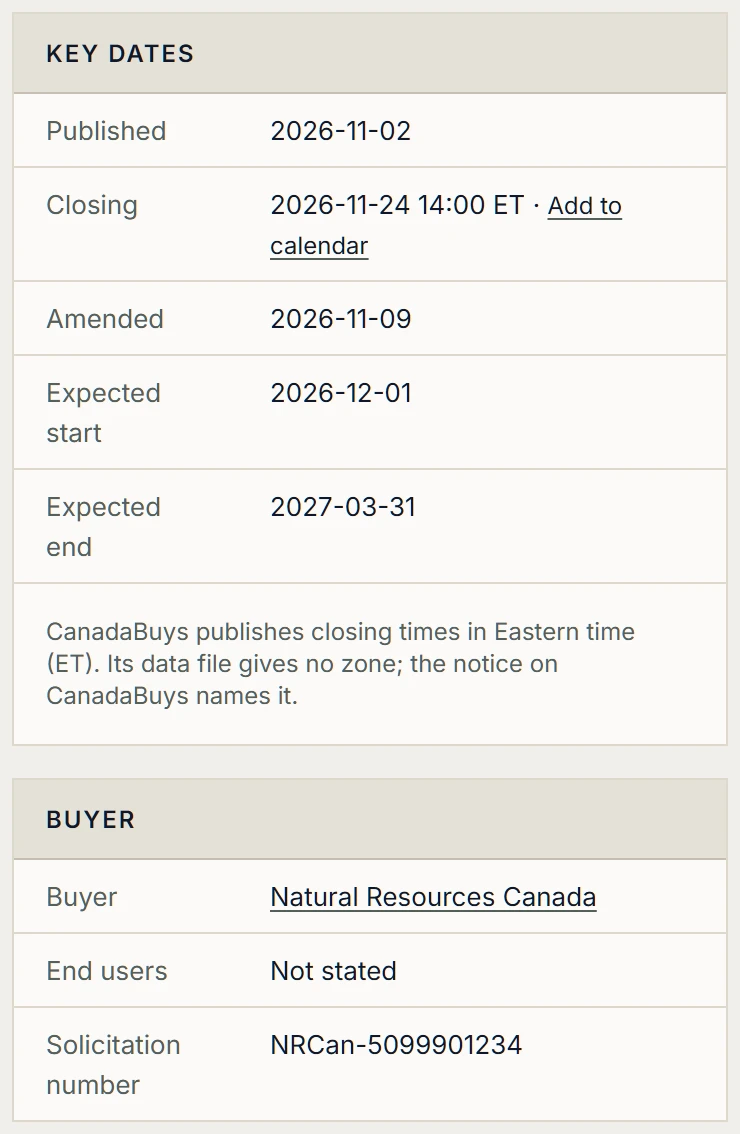 KEY DATES
Published 2026-11-02
Closing 2026-11-24 14:00 ET · Add to
calendar
Amended 2026-11-09
Expected 2026-12-01
start
Expected 2027-03-31
end
CanadaBuys publishes closing times in Eastern time
(ET). Its data file gives no zone; the notice on
CanadaBuys names it.
BUYER
Buyer Natural Resources Canada
End users Not stated
Solicitation NRCan-5099901234
number